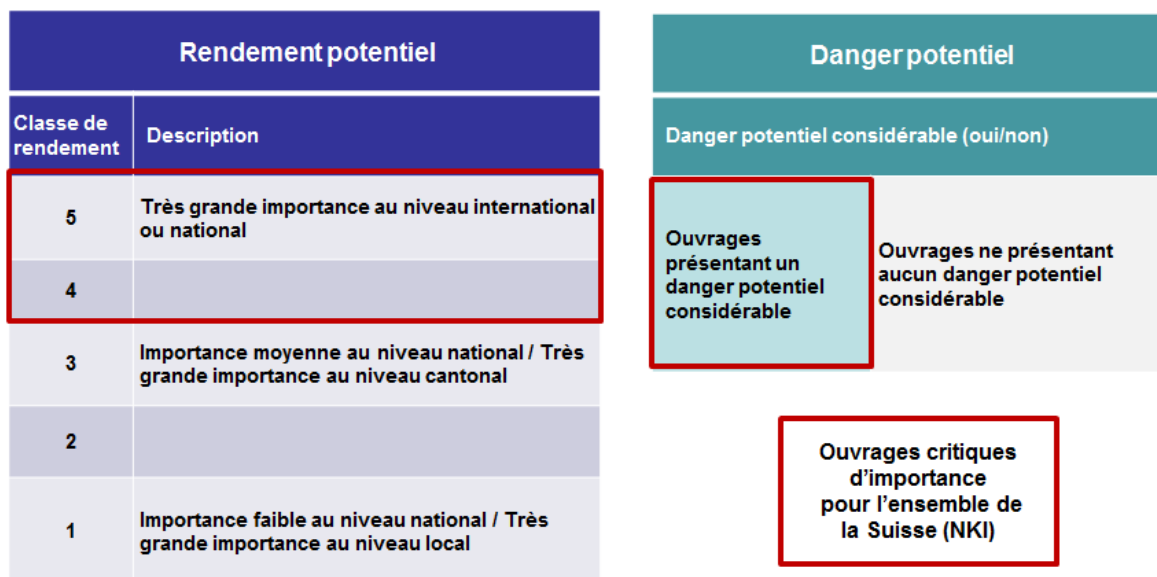 Rendement potentiel
Classe de
rendement
Description
5
Très grande importance au niveau international
ou national
4
3
Importance moyenne au niveau national / Très
grande importance au niveau cantonal
2
1
Importance faible au niveau national / Très
grande importance au niveau local
Danger potentiel
Danger potentiel considérable (oui/non)
Ouvrages
présentant un
danger potentiel
considérable
Ouvrages ne présentant
aucun danger potentiel
considérable
Ouvrages critiques
d'importance
pour l'ensemble de
la Suisse (NKI)